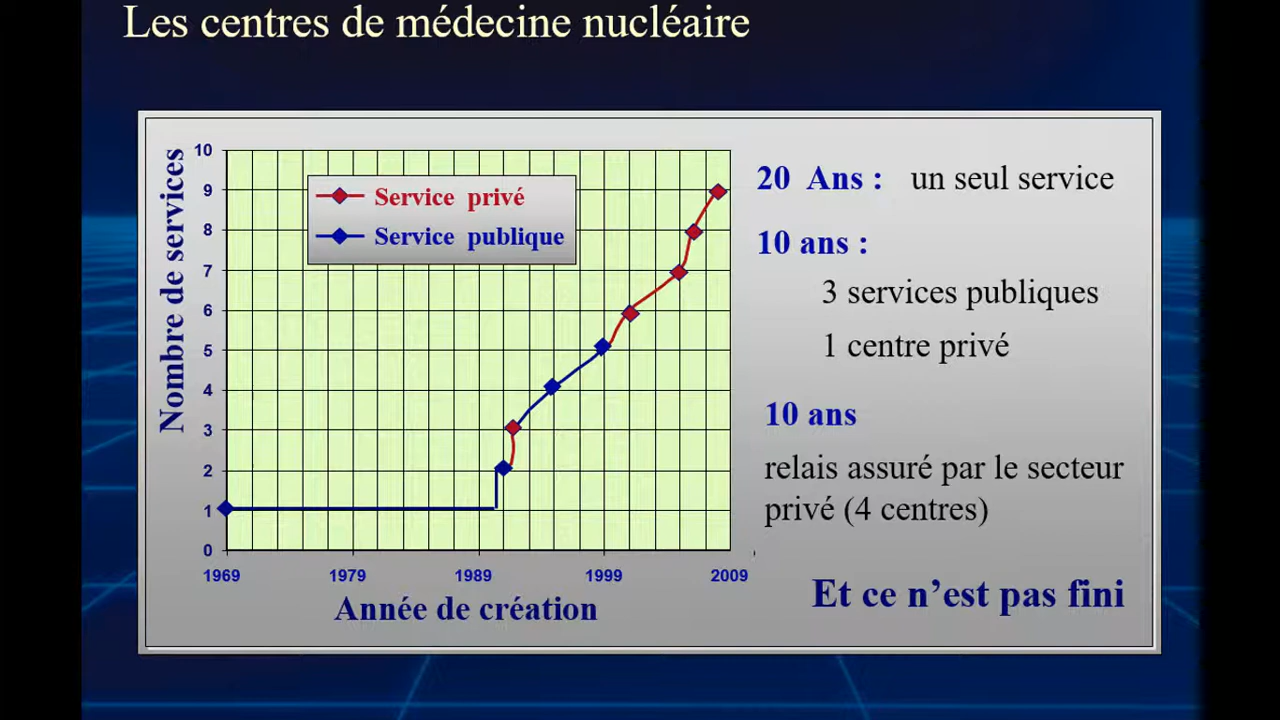 Les centres de médecine nucléaire
Nombre de services
10
9
8
7
6
5
4
3
2
1
0
Service privé
Service publique
1969
1979
1989
1999
2009
Année de création
20 Ans : un seul service
10 ans :
3 services publiques
1 centre privé
10 ans
relais assuré par le secteur
privé (4 centres)
Et ce n’est pas fini